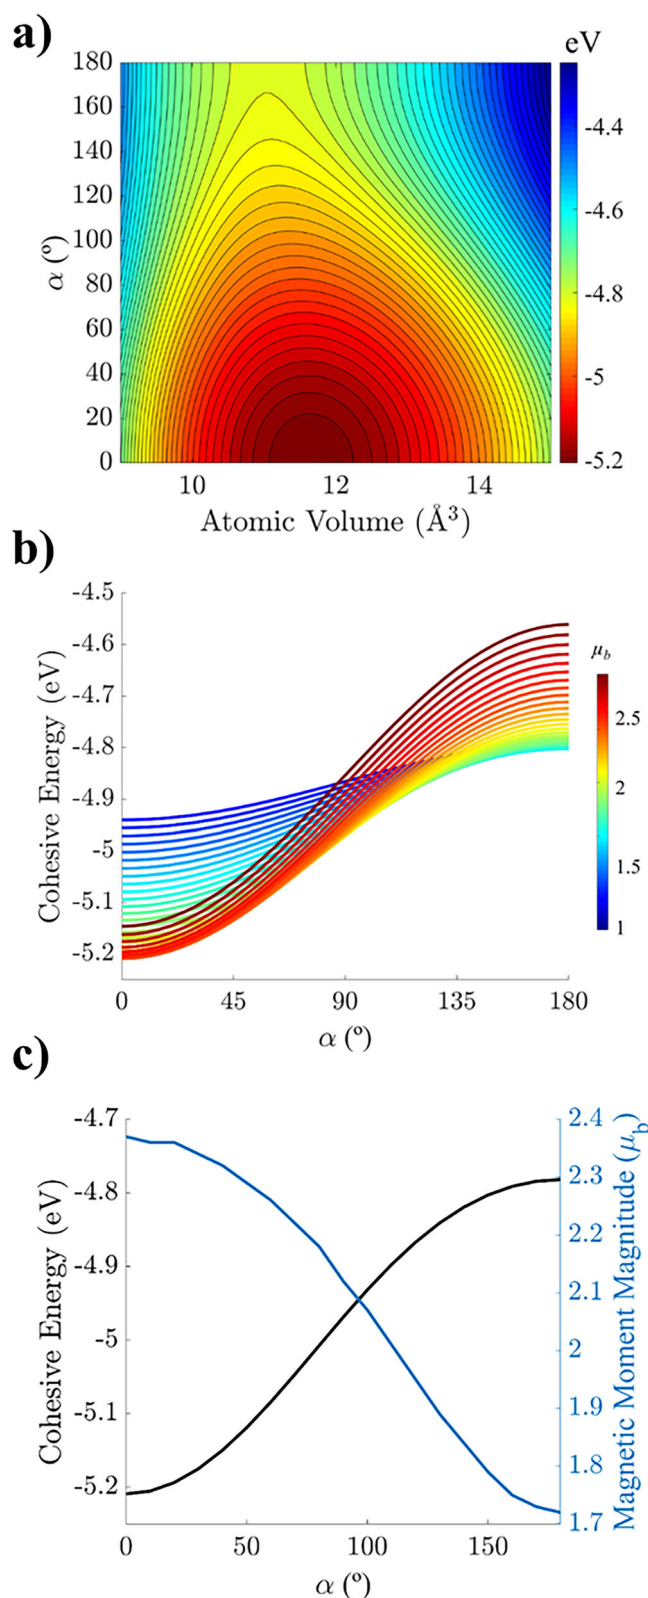 a)
eV
180
160
140
120
100
80
60
40
20
0
α (º)
10 12 14
Atomic Volume (Å³)
-4.4
-4.6
-4.8
-5
-5.2
b)
-4.5
-4.6
-4.7
-4.8
-4.9
-5
-5.1
-5.2
Cohesive Energy (eV)
0 45 90 135 180
α (º)
μb
2.5
2
1.5
1
c)
-4.7
-4.8
-4.9
-5
-5.1
-5.2
Cohesive Energy (eV)
0 50 100 150
α (º)
2.4
2.3
2.2
2.1
2
1.9
1.8
1.7
Magnetic Moment Magnitude (μb)